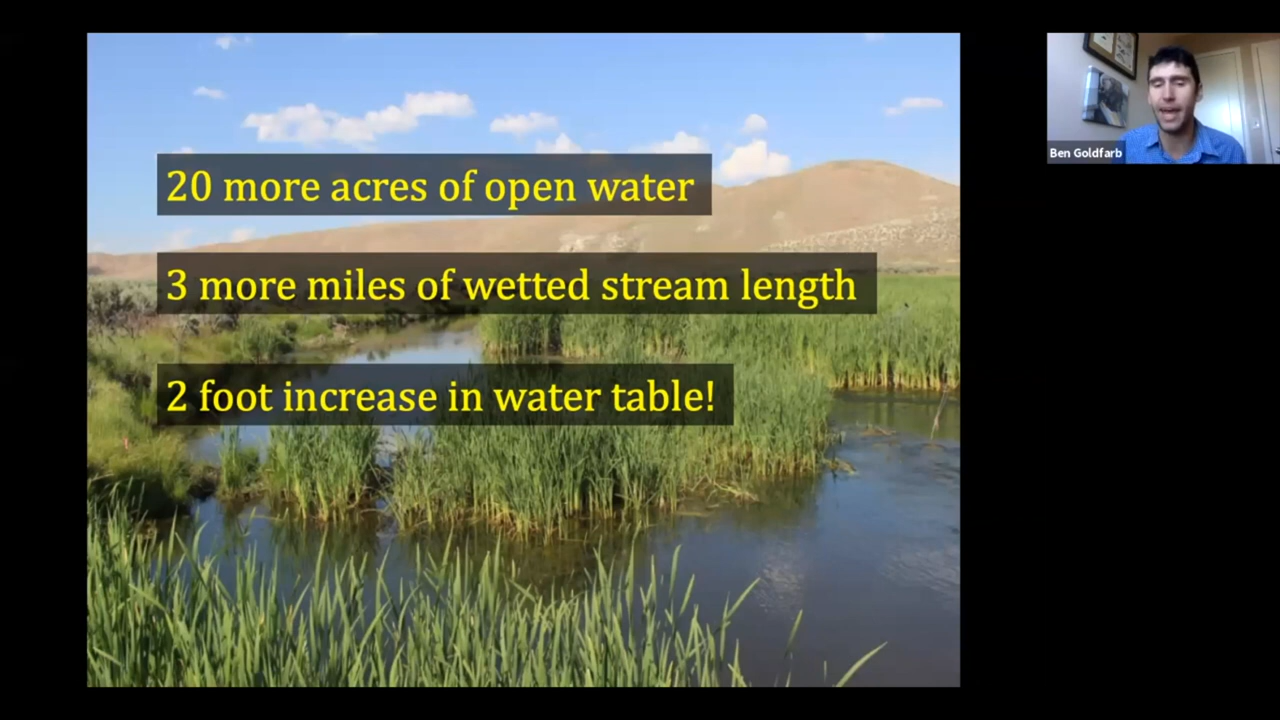 20 more acres of open water
3 more miles of wetted stream length
2 foot increase in water table!
Ben Goldfarb